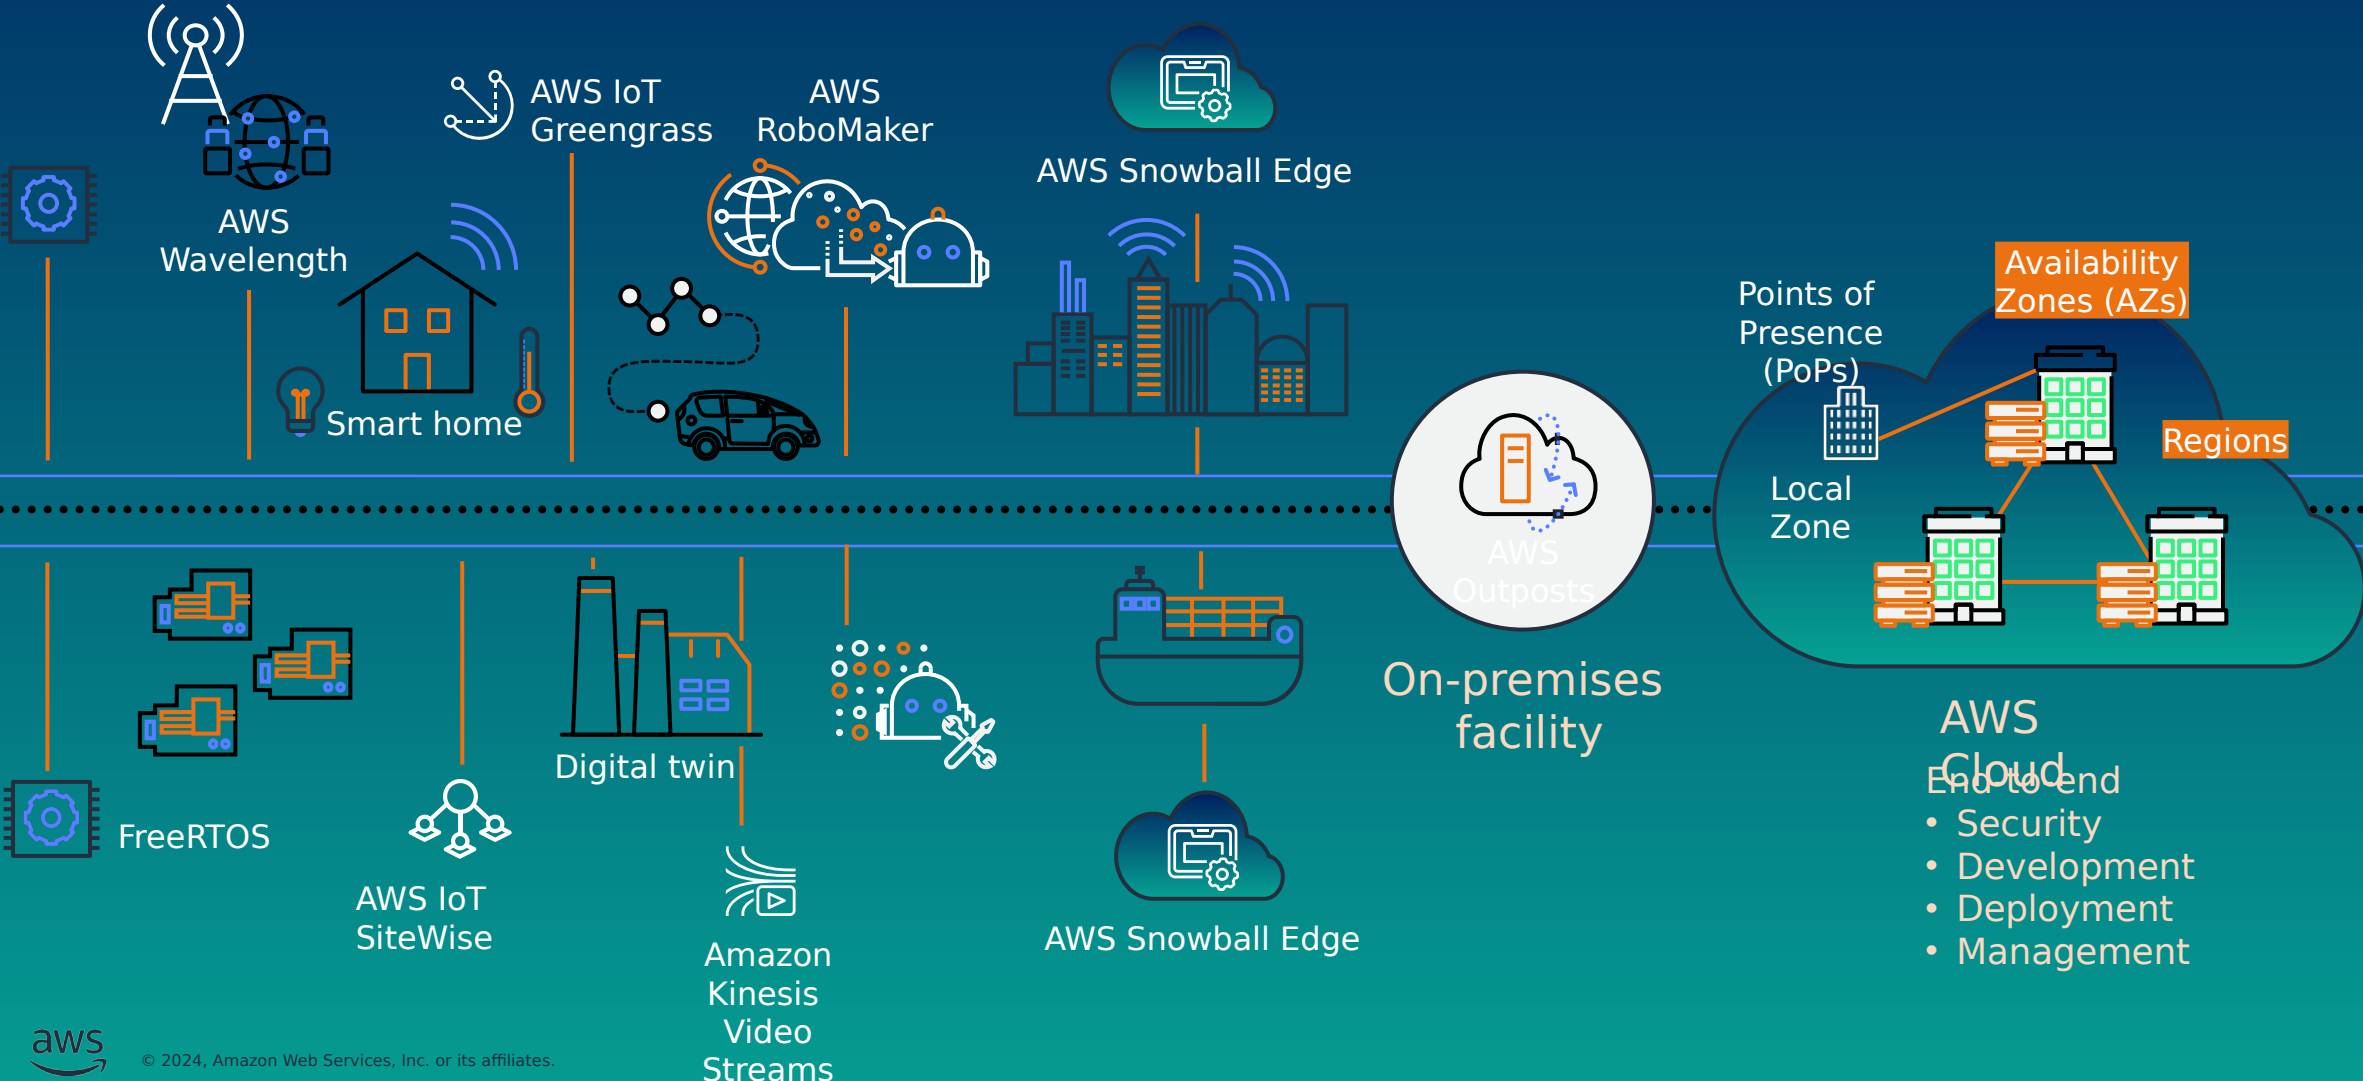 AWS
Wavelength
AWS IoT
Greengrass
AWS
RoboMaker
AWS Snowball Edge
Smart home
Points of
Presence
(PoPs)
Availability
Zones (AZs)
Regions
Local
Zone
AWS
Outposts
On-premises
facility
AWS
Cloud
End-to-end
• Security
• Development
• Deployment
• Management
FreeRTOS
AWS IoT
SiteWise
Digital twin
Amazon
Kinesis
Video
Streams
AWS Snowball Edge
aws
© 2024, Amazon Web Services, Inc. or its affiliates.